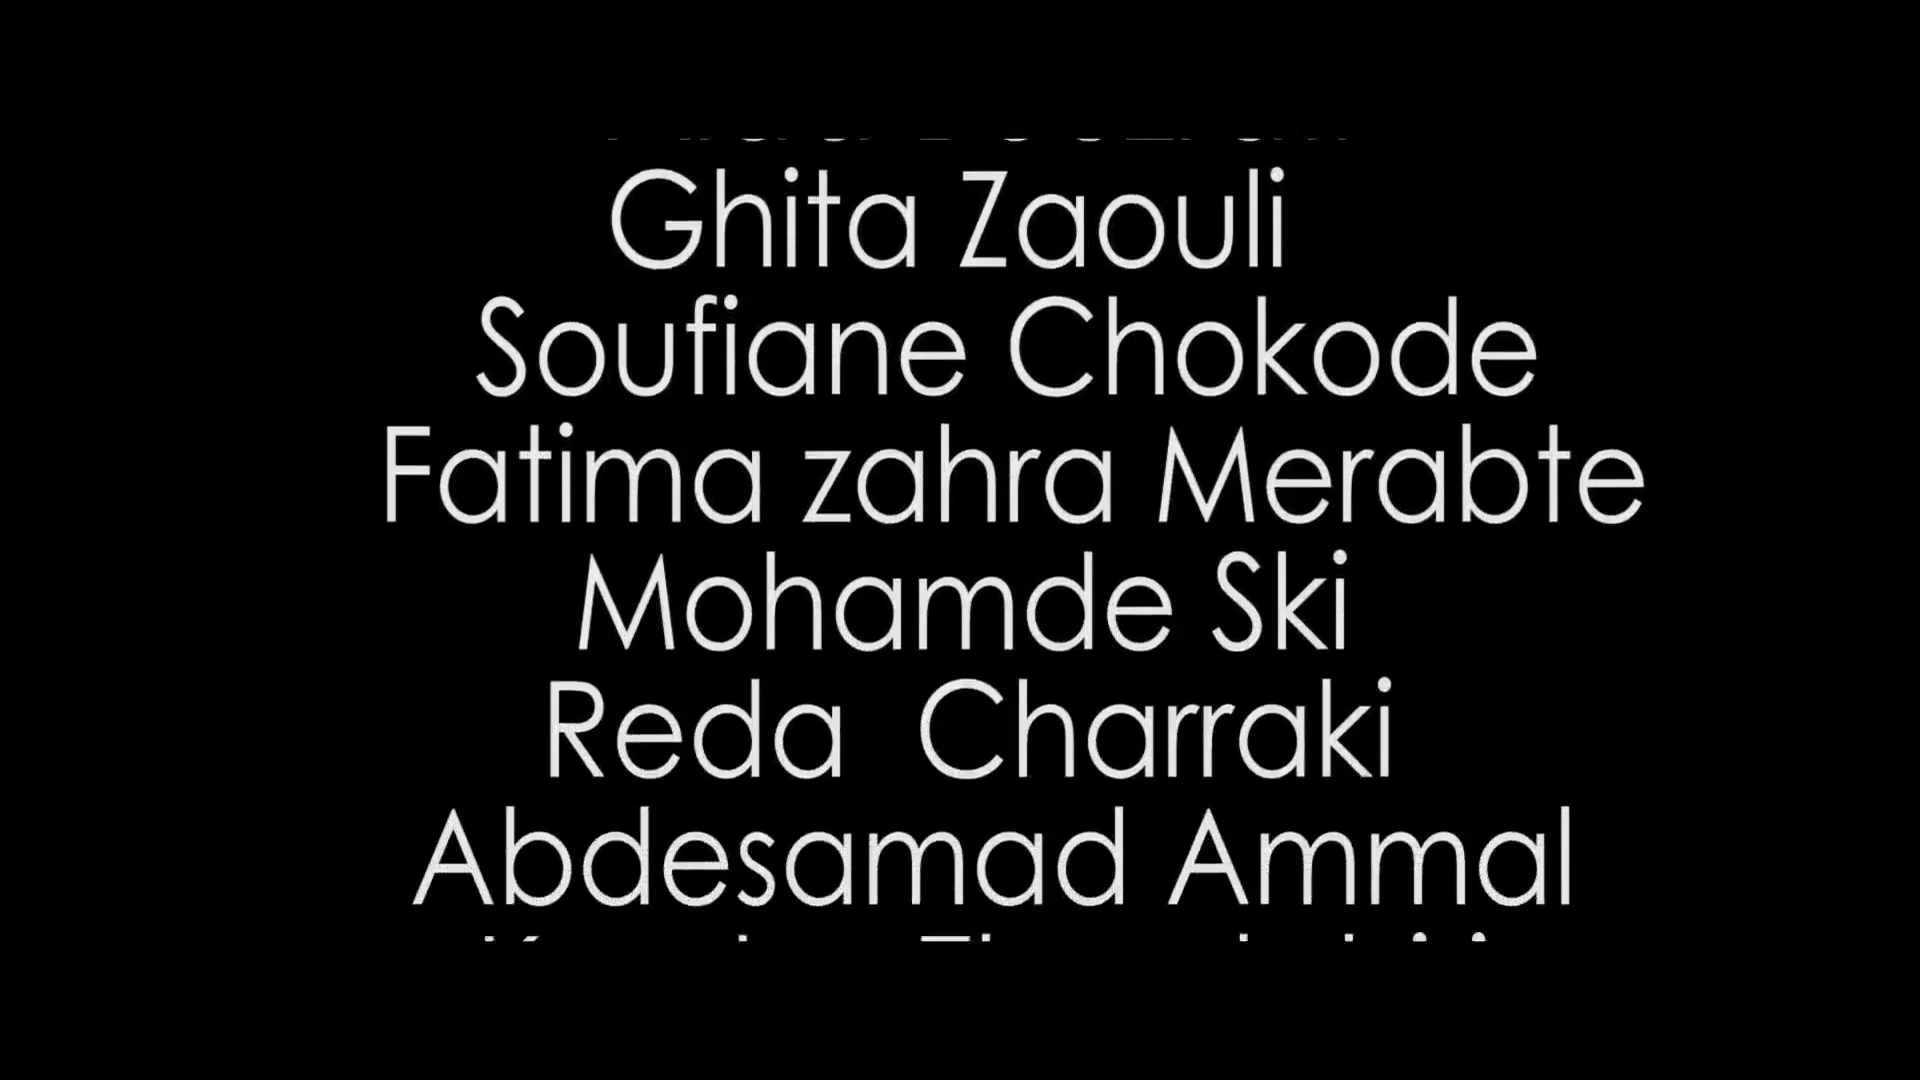 Ghita Zaouli
Soufiane Chokode
Fatima zahra Merabte
Mohamde Ski
Reda  Charraki
Abdesamad Ammal